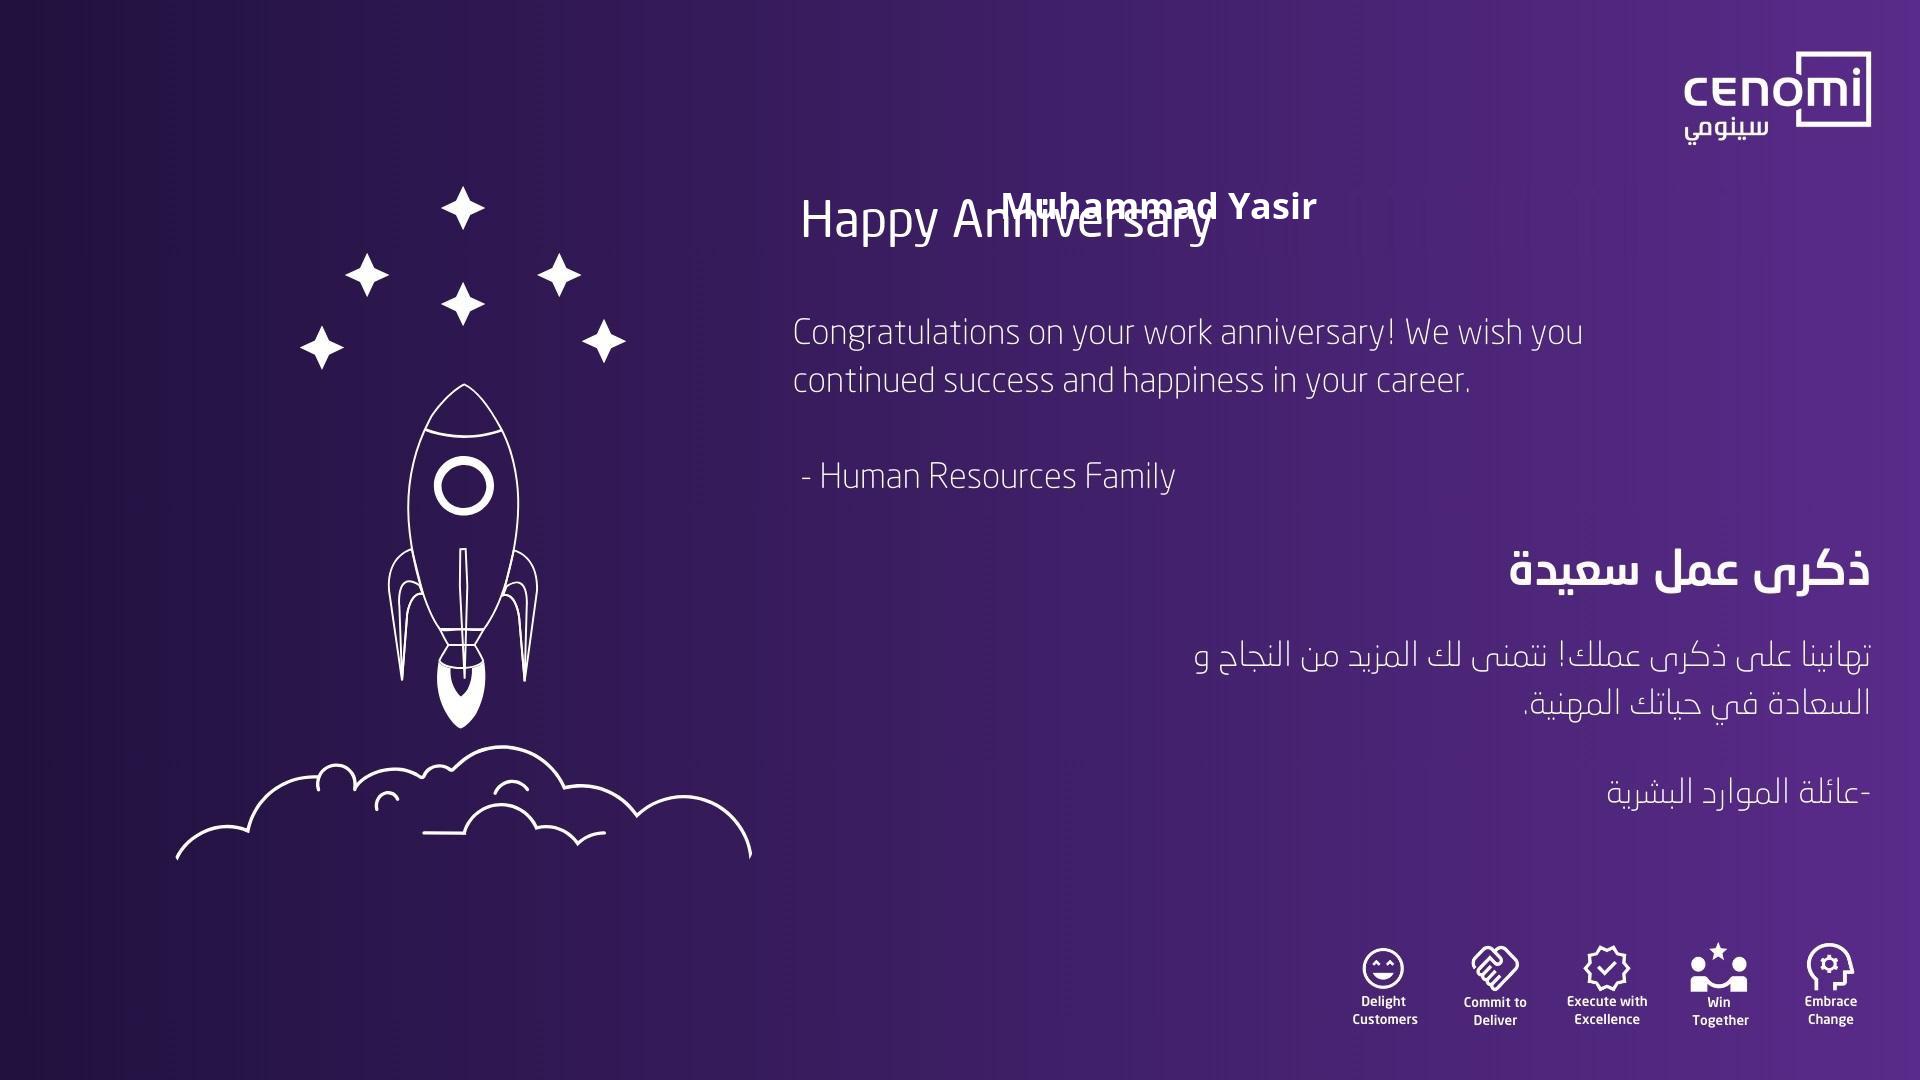 cenomi
سينومي
Happy Anniversary
Muhammad Yasir
Congratulations on your work anniversary! We wish you
continued success and happiness in your career.
- Human Resources Family
ذكرى عمل سعيدة
تهانينا على ذكرى عملك! نتمنى لك المزيد من النجاح و
السعادة في حياتك المهنية.
-عائلة الموارد البشرية
Delight
Customers
Commit to
Deliver
Execute with
Excellence
Win
Together
Embrace
Change